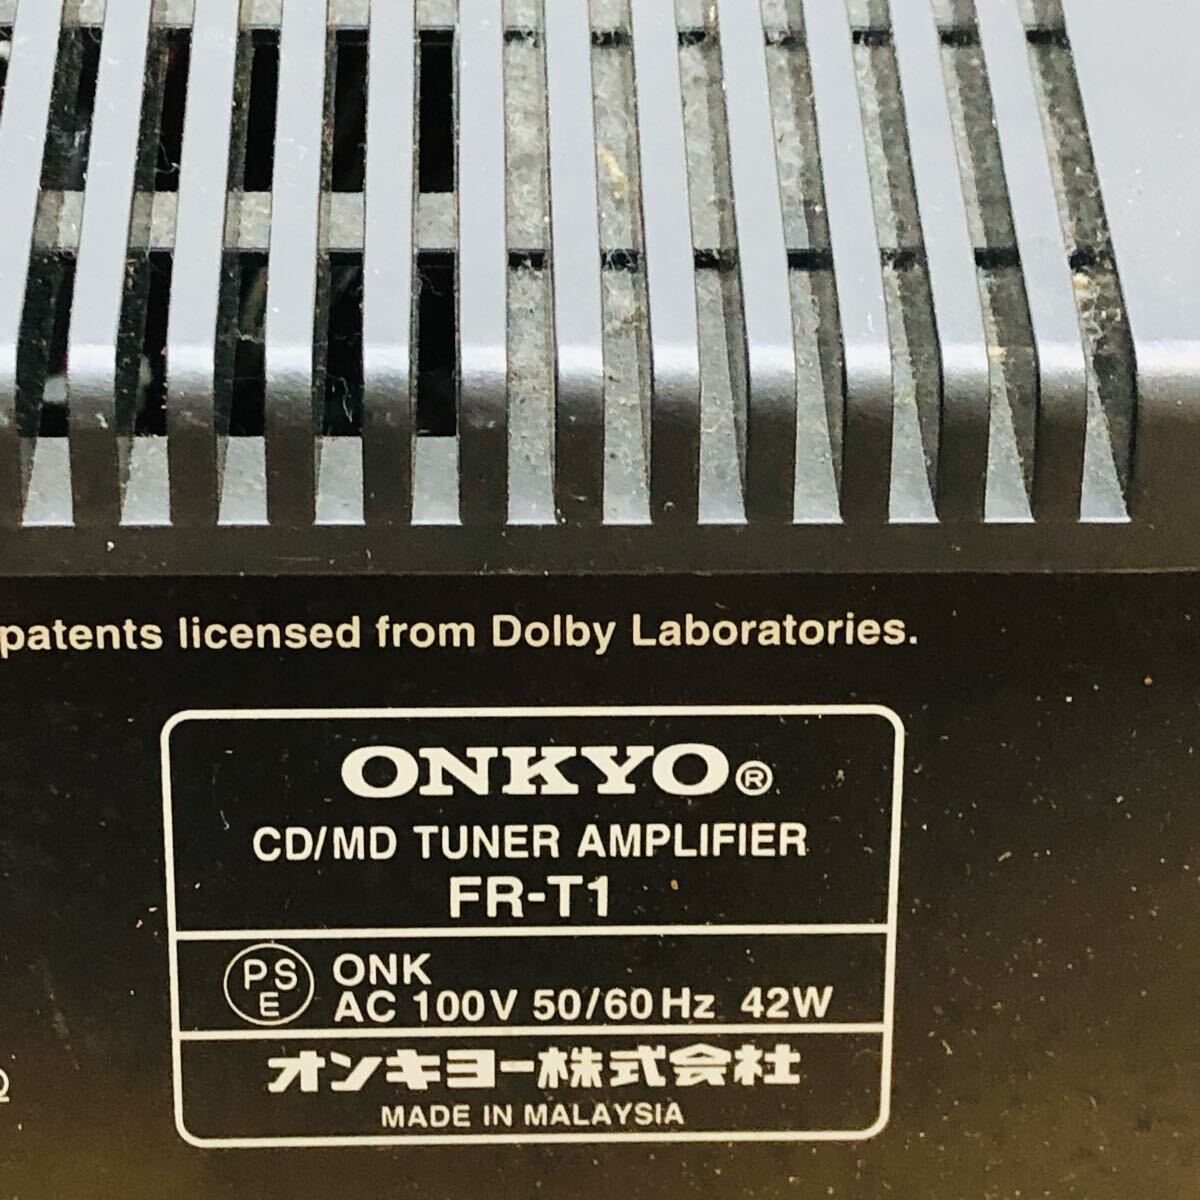 patents licensed from Dolby Laboratories.
ONKYO®
CD/MD TUNER AMPLIFIER
FR-T1
PSE ONK
AC 100V 50/60Hz 42W
オンキヨー株式会社
MADE IN MALAYSIA